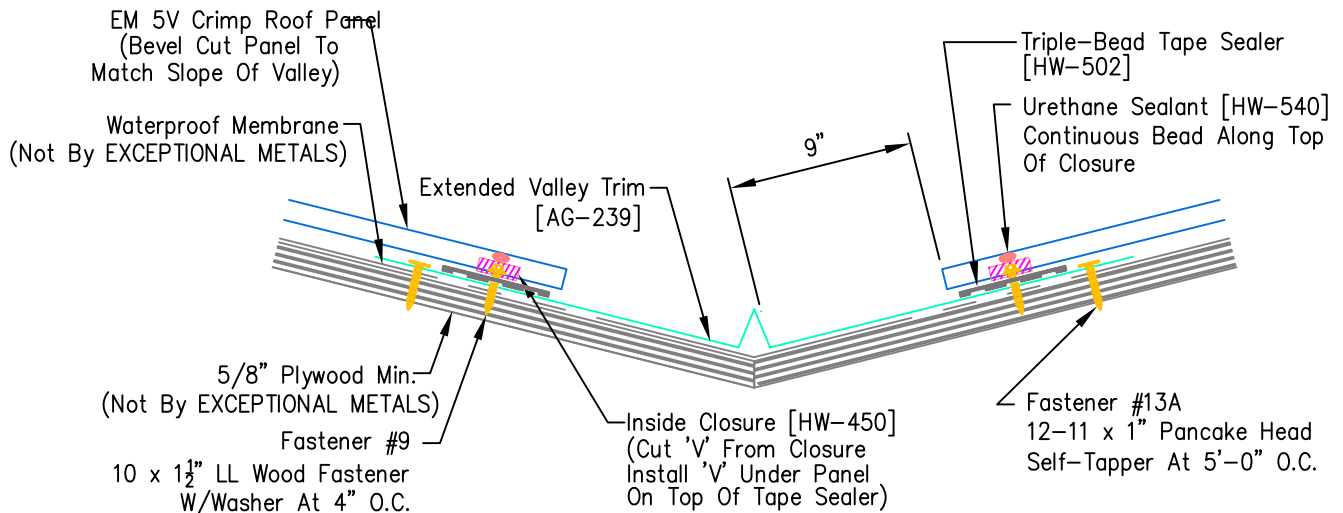 EM 5V Crimp Roof Panel
(Bevel Cut Panel To
Match Slope Of Valley)
Waterproof Membrane
(Not By EXCEPTIONAL METALS)
Extended Valley Trim
[AG-239]
9"
Triple-Bead Tape Sealer
[HW-502]
Urethane Sealant [HW-540]
Continuous Bead Along Top
Of Closure
5/8" Plywood Min.
(Not By EXCEPTIONAL METALS)
Fastener #9
10 x 1½" LL Wood Fastener
W/Washer At 4" O.C.
Inside Closure [HW-450]
(Cut 'V' From Closure
Install 'V' Under Panel
On Top Of Tape Sealer)
Fastener #13A
12-11 x 1" Pancake Head
Self-Tapper At 5'-0" O.C.